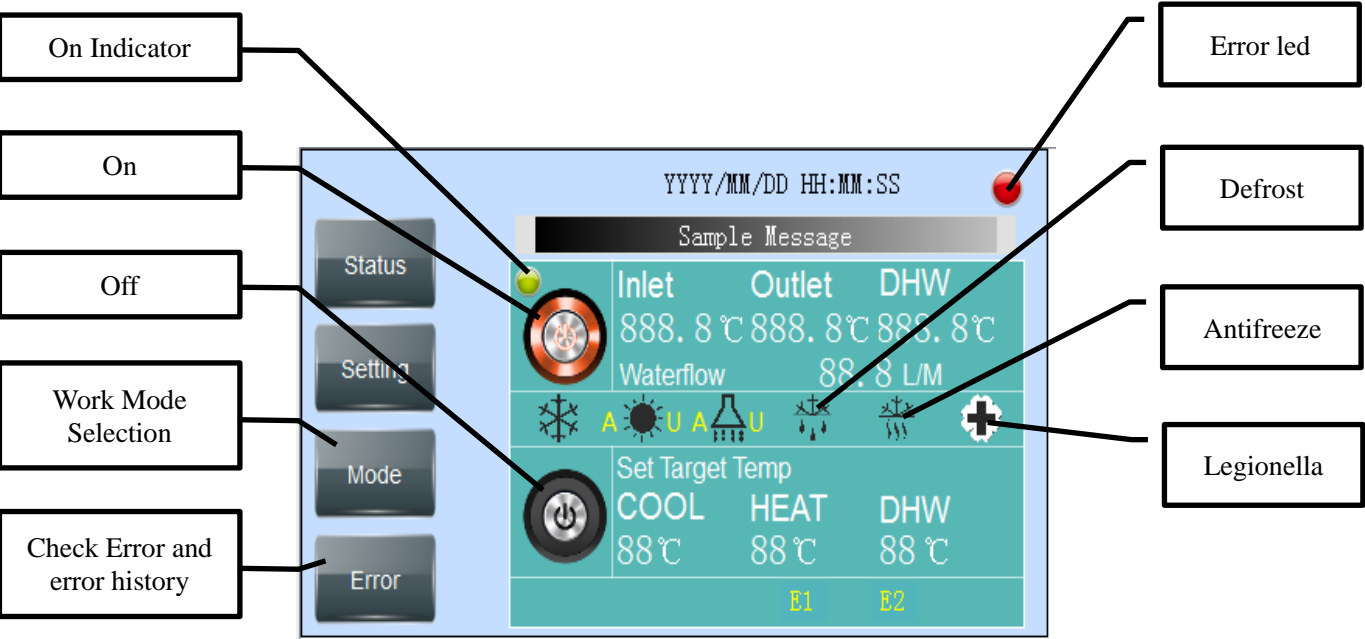 On Indicator
On
Off
Work Mode
Selection
Check Error and
error history
Error led
Defrost
Antifreeze
Legionella
YYYY/MM/DD HH:MM:SS
Sample Message
Status
Setting
Mode
Error
Inlet Outlet DHW
888.8℃ 888.8℃ 888.8℃
Waterflow 88.8 L/M
A U A U
Set Target Temp
COOL HEAT DHW
88℃ 88℃ 88℃
E1 E2